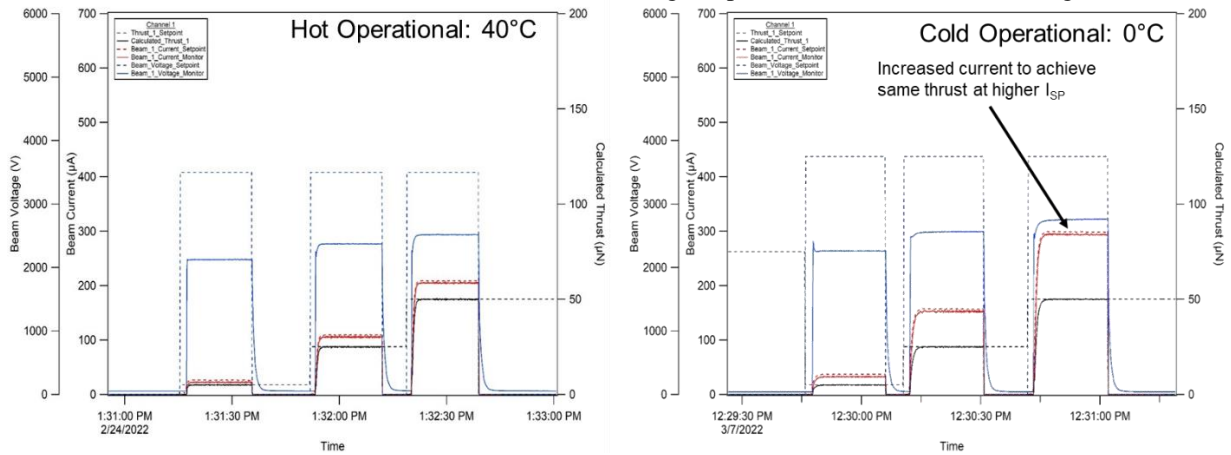 Hot Operational: 40°C
Channel 1
Thrust_1_Setpoint
Calculated_Thrust_1
Beam_1_Current_Setpoint
Beam_1_Current_Monitor
Beam_Voltage_Setpoint
Beam_1_Voltage_Monitor
Beam Voltage (V)
6000
5000
4000
3000
2000
1000
0
Beam Current (µA)
700
600
500
400
300
200
100
0
Calculated Thrust (µN)
200
150
100
50
0
1:31:00 PM
2/24/2022
1:31:30 PM
1:32:00 PM
1:32:30 PM
1:33:00 PM
Time
Cold Operational: 0°C
Increased current to achieve
same thrust at higher ISP
Channel 1
Thrust_1_Setpoint
Calculated_Thrust_1
Beam_1_Current_Setpoint
Beam_1_Current_Monitor
Beam_Voltage_Setpoint
Beam_1_Voltage_Monitor
Beam Voltage (V)
6000
5000
4000
3000
2000
1000
0
Beam Current (µA)
700
600
500
400
300
200
100
0
Calculated Thrust (µN)
200
150
100
50
0
12:29:30 PM
3/7/2022
12:30:00 PM
12:30:30 PM
12:31:00 PM
Time